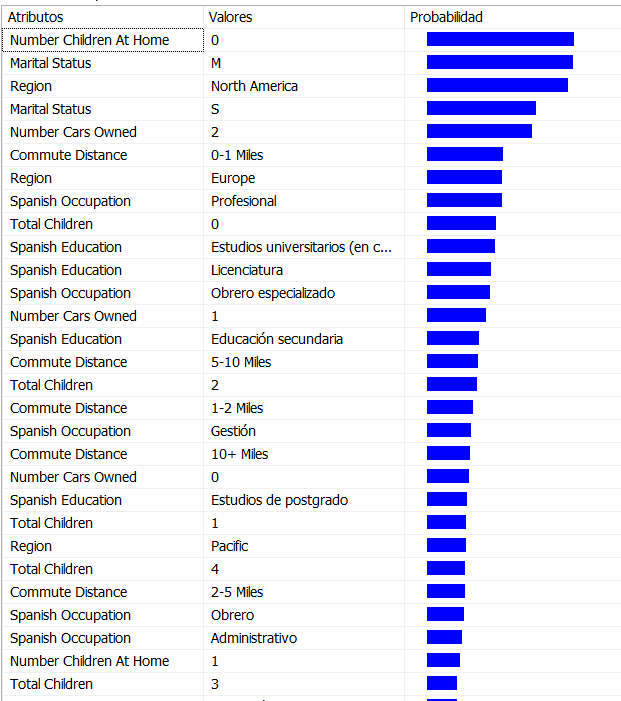 Atributos Valores Probabilidad
Number Children At Home 0
Marital Status M
Region North America
Marital Status S
Number Cars Owned 2
Commute Distance 0-1 Miles
Region Europe
Spanish Occupation Profesional
Total Children 0
Spanish Education Estudios universitarios (en c...
Spanish Education Licenciatura
Spanish Occupation Obrero especializado
Number Cars Owned 1
Spanish Education Educación secundaria
Commute Distance 5-10 Miles
Total Children 2
Commute Distance 1-2 Miles
Spanish Occupation Gestión
Commute Distance 10+ Miles
Number Cars Owned 0
Spanish Education Estudios de postgrado
Total Children 1
Region Pacific
Total Children 4
Commute Distance 2-5 Miles
Spanish Occupation Obrero
Spanish Occupation Administrativo
Number Children At Home 1
Total Children 3